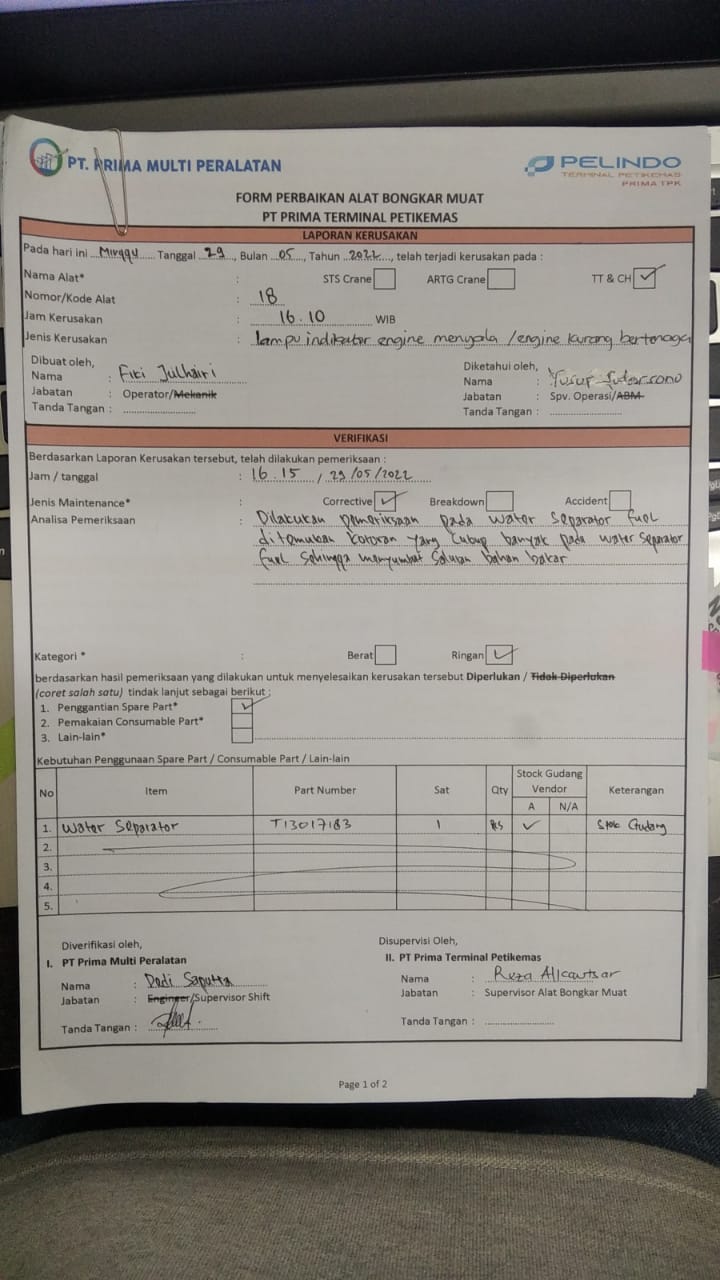 PT. PRIMA MULTI PERALATAN
PELINDO
TERMINAL PETIKEMAS
PRIMA TPK
FORM PERBAIKAN ALAT BONGKAR MUAT
PT PRIMA TERMINAL PETIKEMAS
LAPORAN KERUSAKAN
Pada hari ini Minggu Tanggal 29, Bulan 05, Tahun 2022, telah terjadi kerusakan pada :
Nama Alat* : STS Crane ARTG Crane TT & CH ✓
Nomor/Kode Alat : 18
Jam Kerusakan : 16.10 WIB
Jenis Kerusakan : lampu indikator engine menyala /engine kurang bertenaga
Dibuat oleh, Diketahui oleh,
Nama : Fiki Julhairi Nama : Yusup Sudarsono
Jabatan : Operator/Mekanik Jabatan : Spv. Operasi/ABM
Tanda Tangan : Tanda Tangan :
VERIFIKASI
Berdasarkan Laporan Kerusakan tersebut, telah dilakukan pemeriksaan :
Jam / tanggal : 16.15 , 29/05/2022
Jenis Maintenance* : Corrective ✓ Breakdown Accident
Analisa Pemeriksaan : Dilakukan pemeriksaan pada water separator fuel
ditemukan kotoran yang cukup banyak pada water separator
fuel sehingga menyumbat saluran bahan bakar
Kategori * : Berat Ringan ✓
berdasarkan hasil pemeriksaan yang dilakukan untuk menyelesaikan kerusakan tersebut Diperlukan / Tidak Diperlukan
(coret salah satu) tindak lanjut sebagai berikut :
1. Penggantian Spare Part* ✓
2. Pemakaian Consumable Part*
3. Lain-lain*
Kebutuhan Penggunaan Spare Part / Consumable Part / Lain-lain
No Item Part Number Sat Qty Stock Gudang Vendor Keterangan
A N/A
1. Water Separator T13017183 1 ✓ Stok Gudang
2.
3.
4.
5.
Diverifikasi oleh, Disupervisi Oleh,
I. PT Prima Multi Peralatan II. PT Prima Terminal Petikemas
Nama : Dodi Saputra Nama : Reza Alkautsar
Jabatan : Enginer/Supervisor Shift Jabatan : Supervisor Alat Bongkar Muat
Tanda Tangan : Tanda Tangan :
Page 1 of 2